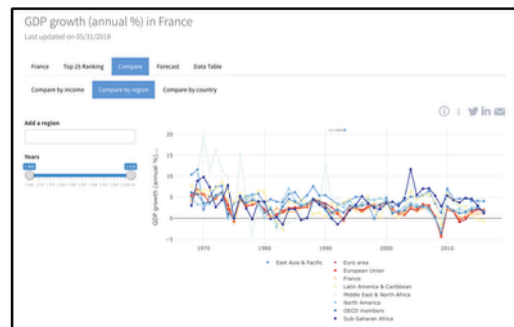 GDP growth (annual %) in France
Last updated on 05/31/2018
France Top 25 Ranking Compare Forecast Data Table
Compare by income Compare by region Compare by country
Add a region
Years
GDP growth (annual %)...
20
15
10
5
0
−5
1970 1980 1990 2000 2010
East Asia & Pacific
Euro area
European Union
France
Latin America & Caribbean
Middle East & North Africa
North America
OECD members
Sub-Saharan Africa